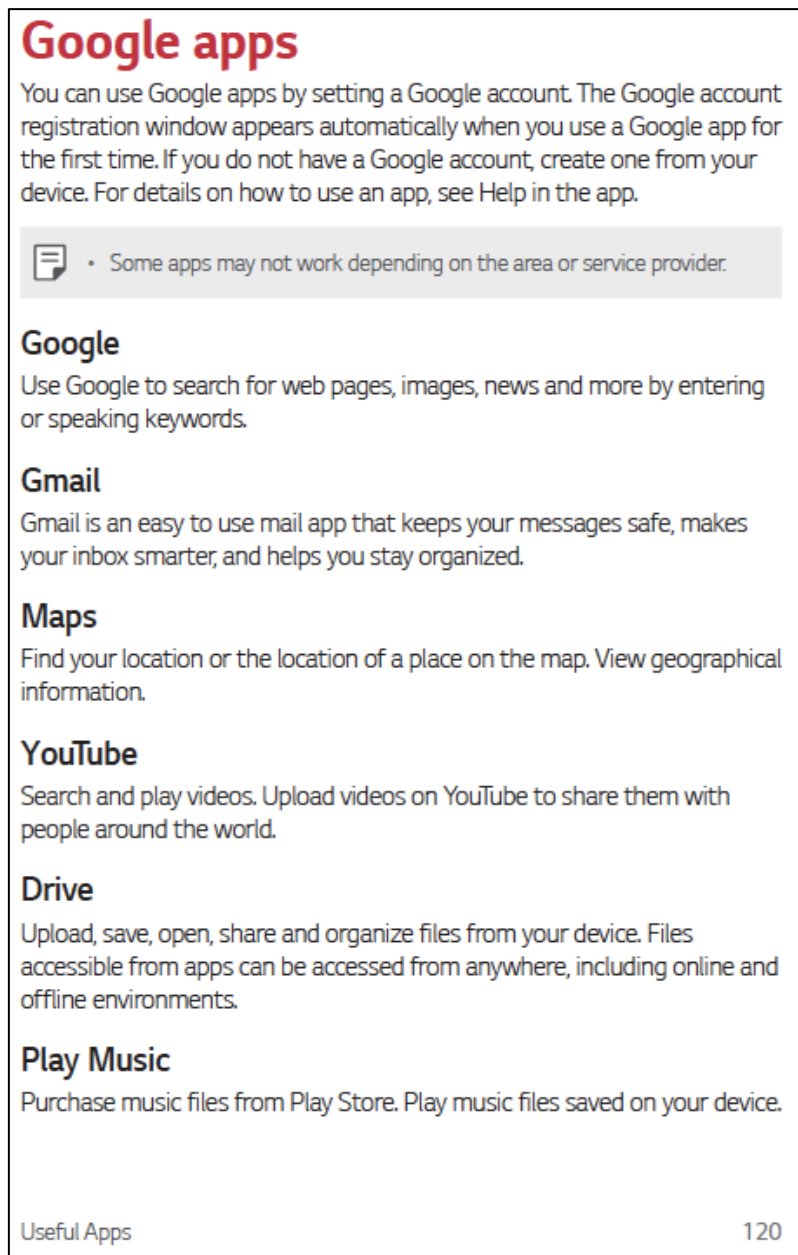 Google apps
You can use Google apps by setting a Google account. The Google account
registration window appears automatically when you use a Google app for
the first time. If you do not have a Google account, create one from your
device. For details on how to use an app, see Help in the app.
• Some apps may not work depending on the area or service provider.
Google
Use Google to search for web pages, images, news and more by entering
or speaking keywords.
Gmail
Gmail is an easy to use mail app that keeps your messages safe, makes
your inbox smarter, and helps you stay organized.
Maps
Find your location or the location of a place on the map. View geographical
information.
YouTube
Search and play videos. Upload videos on YouTube to share them with
people around the world.
Drive
Upload, save, open, share and organize files from your device. Files
accessible from apps can be accessed from anywhere, including online and
offline environments.
Play Music
Purchase music files from Play Store. Play music files saved on your device.
Useful Apps 120